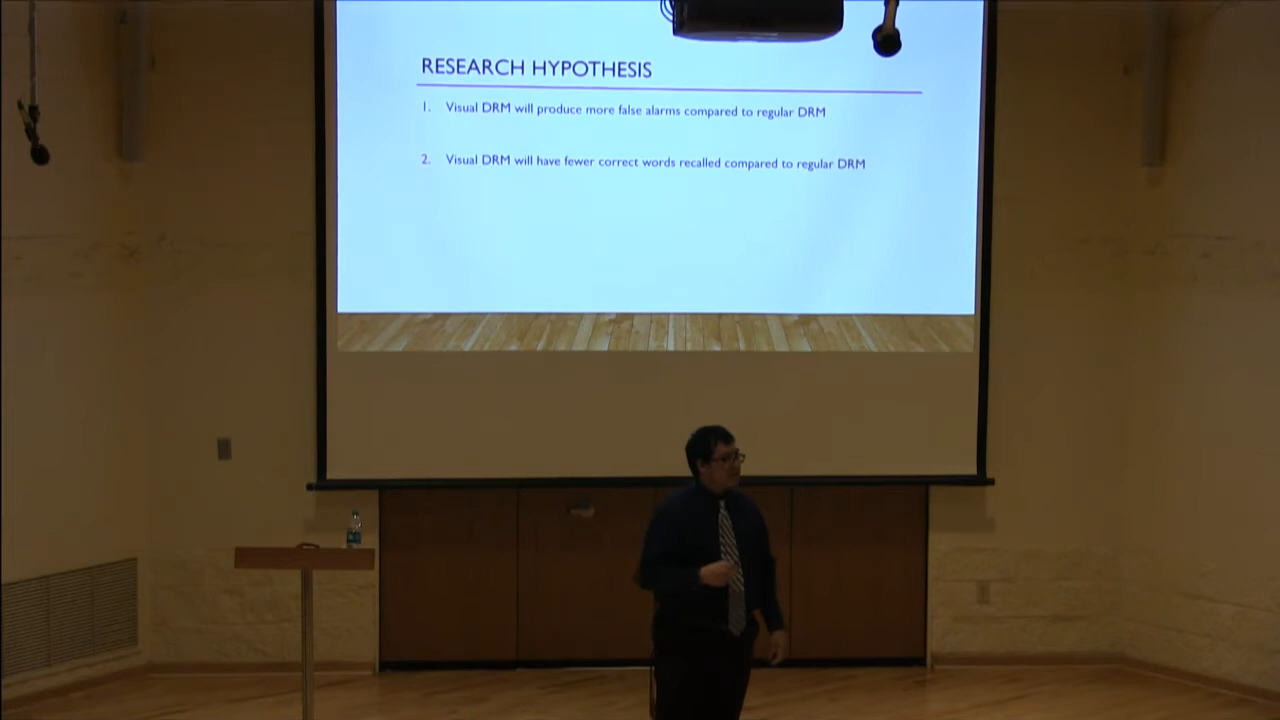 RESEARCH HYPOTHESIS
1. Visual DRM will produce more false alarms compared to regular DRM
2. Visual DRM will have fewer correct words recalled compared to regular DRM